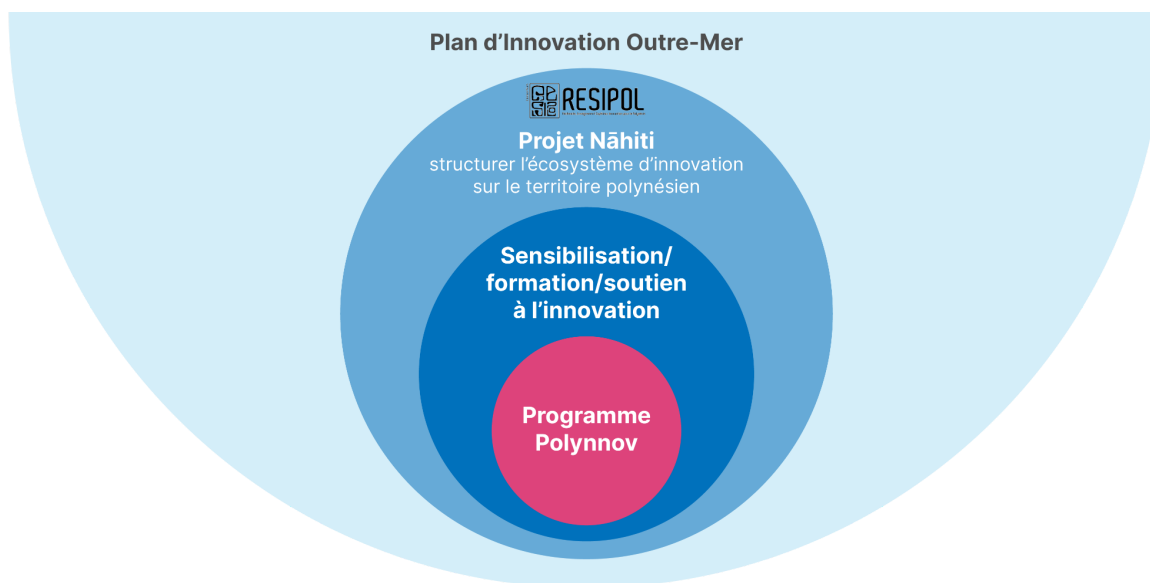 Plan d’Innovation Outre-Mer
RESIPOL
Projet Nāhiti
structurer l’écosystème d’innovation
sur le territoire polynésien
Sensibilisation/
formation/soutien
à l’innovation
Programme
Polynnov